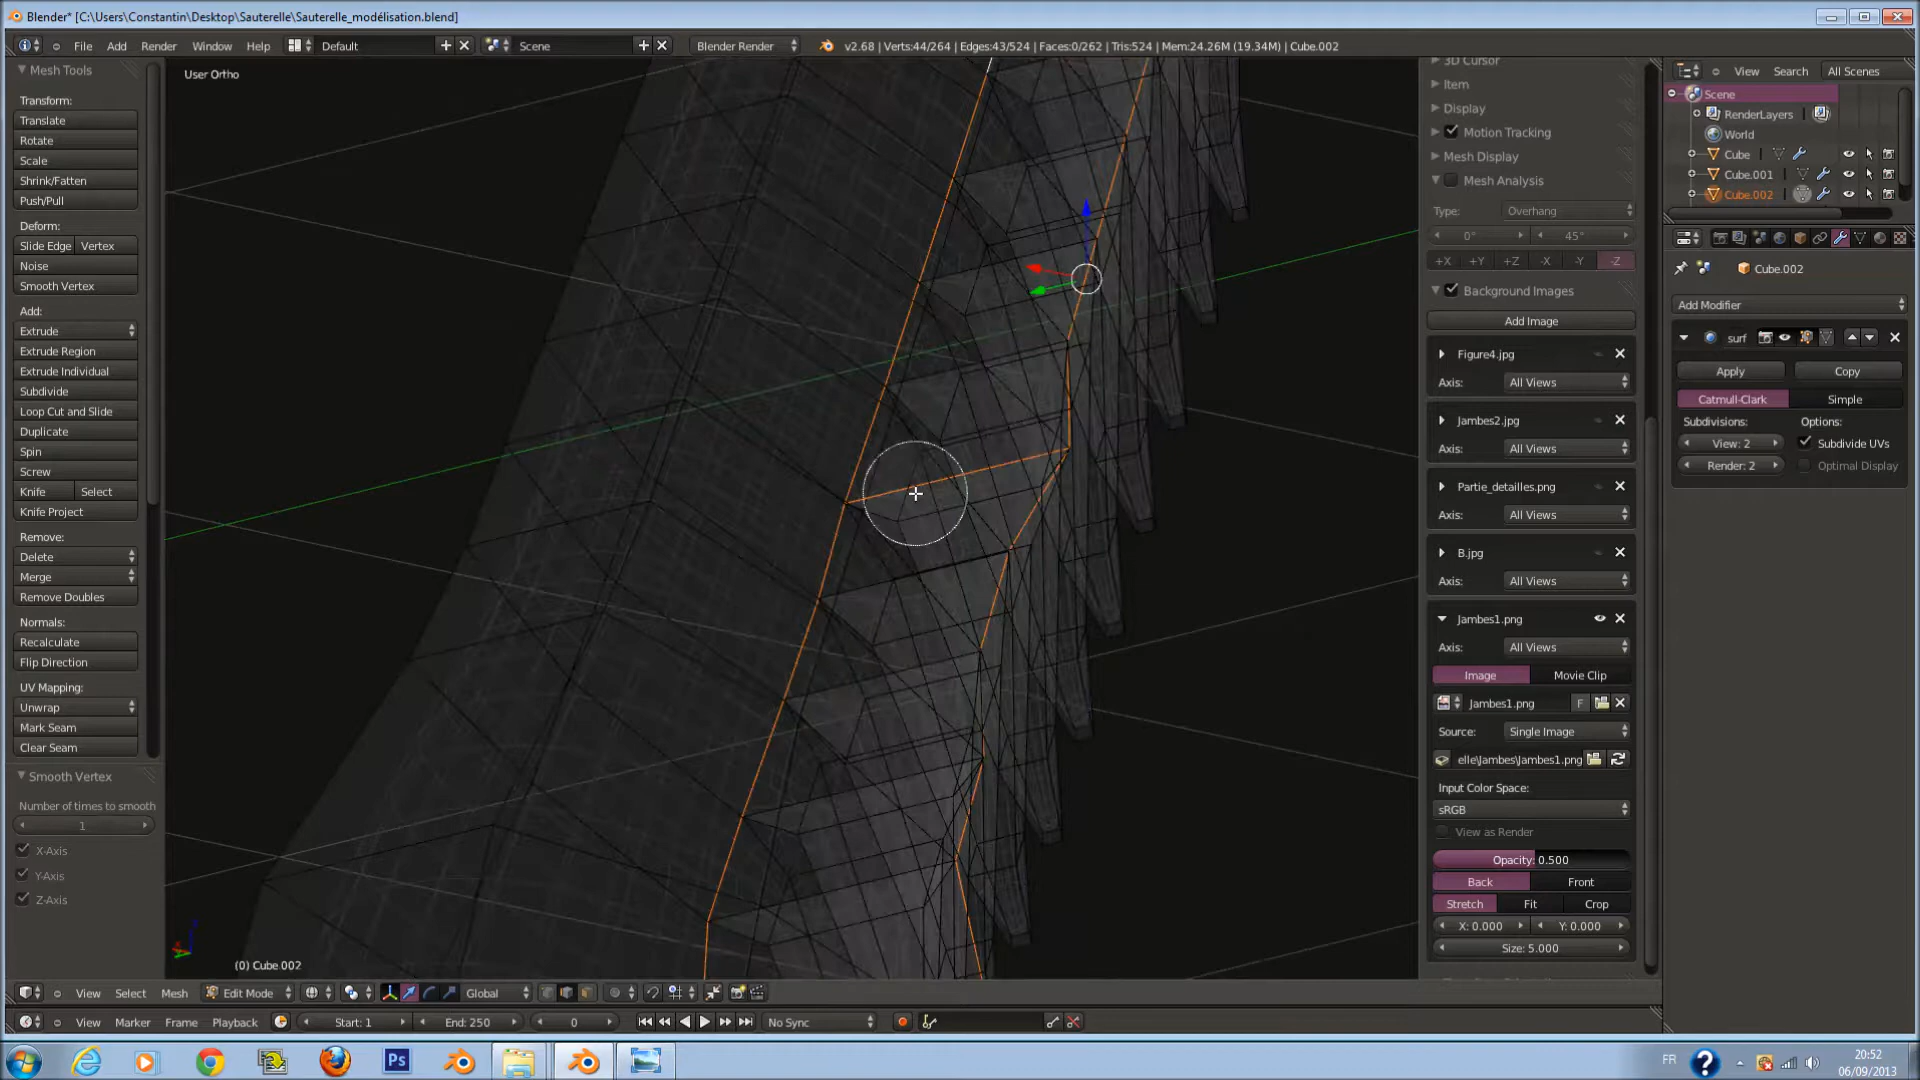 Blender* [C:\Users\Constantin\Desktop\Sauterelle\Sauterelle_modélisation.blend]
File Add Render Window Help Default Scene Blender Render v2.68 | Verts:44/264 | Edges:43/524 | Faces:0/262 | Tris:524 | Mem:24.26M (19.34M) | Cube.002
Mesh Tools
Transform:
Translate
Rotate
Scale
Shrink/Fatten
Push/Pull
Deform:
Slide Edge Vertex
Noise
Smooth Vertex
Add:
Extrude
Extrude Region
Extrude Individual
Subdivide
Loop Cut and Slide
Duplicate
Spin
Screw
Knife Select
Knife Project
Remove:
Delete
Merge
Remove Doubles
Normals:
Recalculate
Flip Direction
UV Mapping:
Unwrap
Mark Seam
Clear Seam
Smooth Vertex
Number of times to smooth
1
X-Axis
Y-Axis
Z-Axis
User Ortho
(0) Cube.002
3D Cursor
Item
Display
Motion Tracking
Mesh Display
Mesh Analysis
Type: Overhang
0° 45°
+X +Y +Z -X -Y -Z
Background Images
Add Image
Figure4.jpg
Axis: All Views
Jambes2.jpg
Axis: All Views
Partie_detailles.png
Axis: All Views
B.jpg
Axis: All Views
Jambes1.png
Axis: All Views
Image Movie Clip
Jambes1.png F
Source: Single Image
elle\Jambes\Jambes1.png
Input Color Space:
sRGB
View as Render
Opacity: 0.500
Back Front
Stretch Fit Crop
X: 0.000 Y: 0.000
Size: 5.000
View Search All Scenes
Scene
RenderLayers
World
Cube
Cube.001
Cube.002
Cube.002
Add Modifier
surf
Apply Copy
Catmull-Clark Simple
Subdivisions: Options:
View: 2 Subdivide UVs
Render: 2 Optimal Display
View Select Mesh Edit Mode Global
View Marker Frame Playback Start: 1 End: 250 0 No Sync
Ps
FR
20:52
06/09/2013